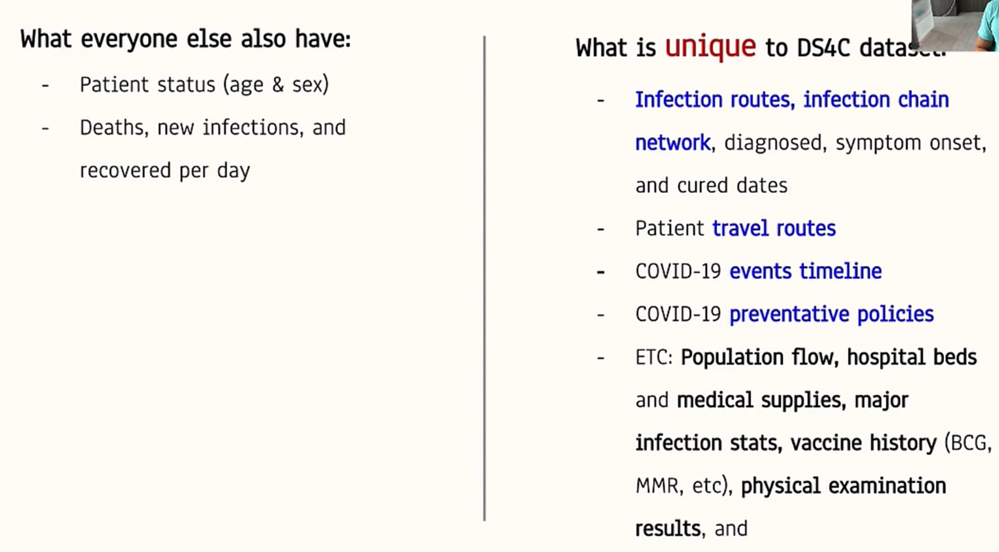 What everyone else also have:
- Patient status (age & sex)
- Deaths, new infections, and
recovered per day
What is unique to DS4C dataset:
- Infection routes, infection chain
network, diagnosed, symptom onset,
and cured dates
- Patient travel routes
- COVID-19 events timeline
- COVID-19 preventative policies
- ETC: Population flow, hospital beds
and medical supplies, major
infection stats, vaccine history (BCG,
MMR, etc), physical examination
results, and